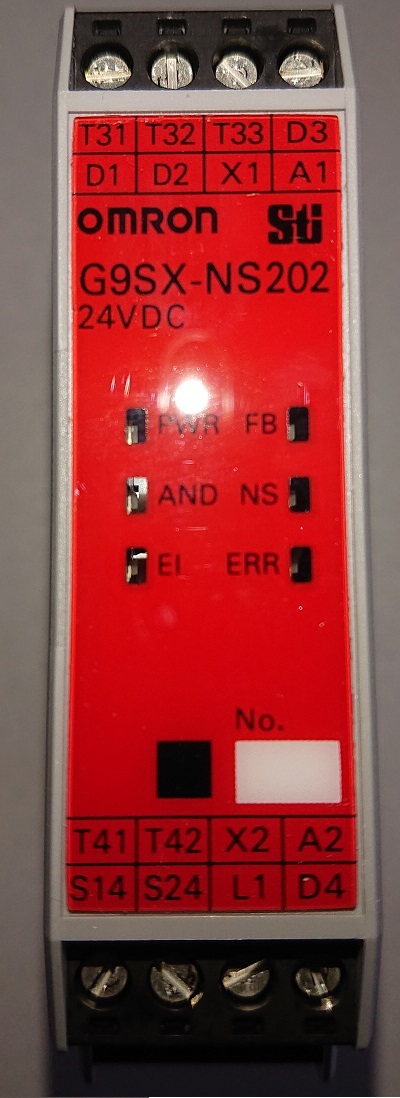 T31 T32 T33 D3
D1 D2 X1 A1
OMRON Sti
G9SX-NS202
24VDC
PWR FB
AND NS
EI ERR
No.
T41 T42 X2 A2
S14 S24 L1 D4